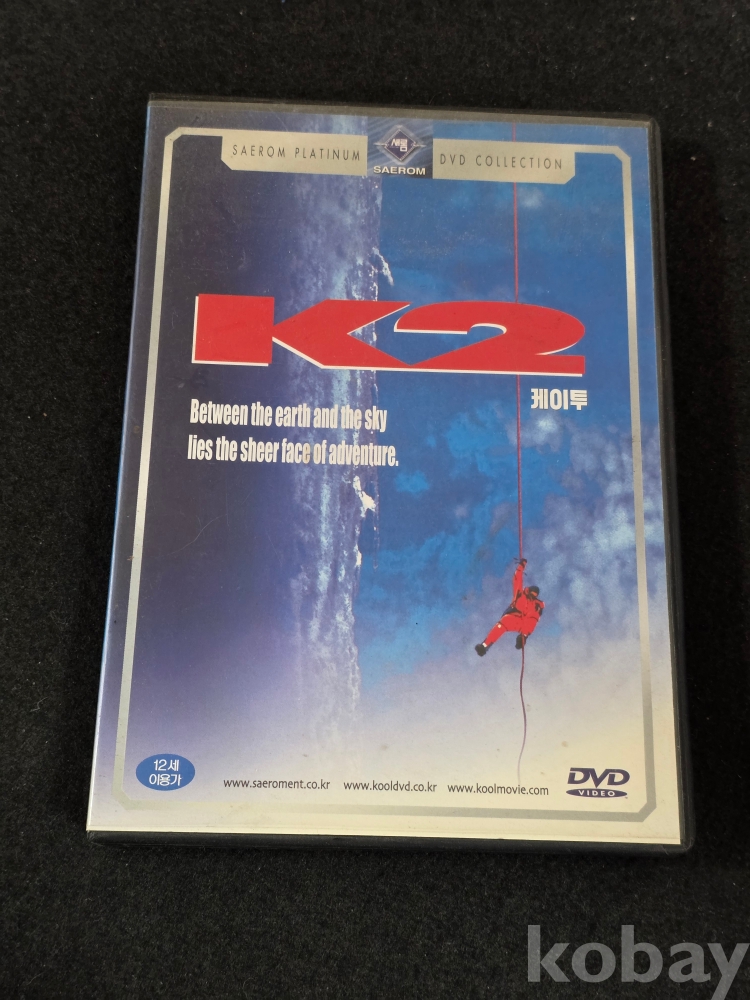 SAEROM PLATINUM
새롬
SAEROM
DVD COLLECTION
K2
케이투
Between the earth and the sky
lies the sheer face of adventure.
12세
이용가
www.saeroment.co.kr www.kooldvd.co.kr www.koolmovie.com
DVD
VIDEO
kobay